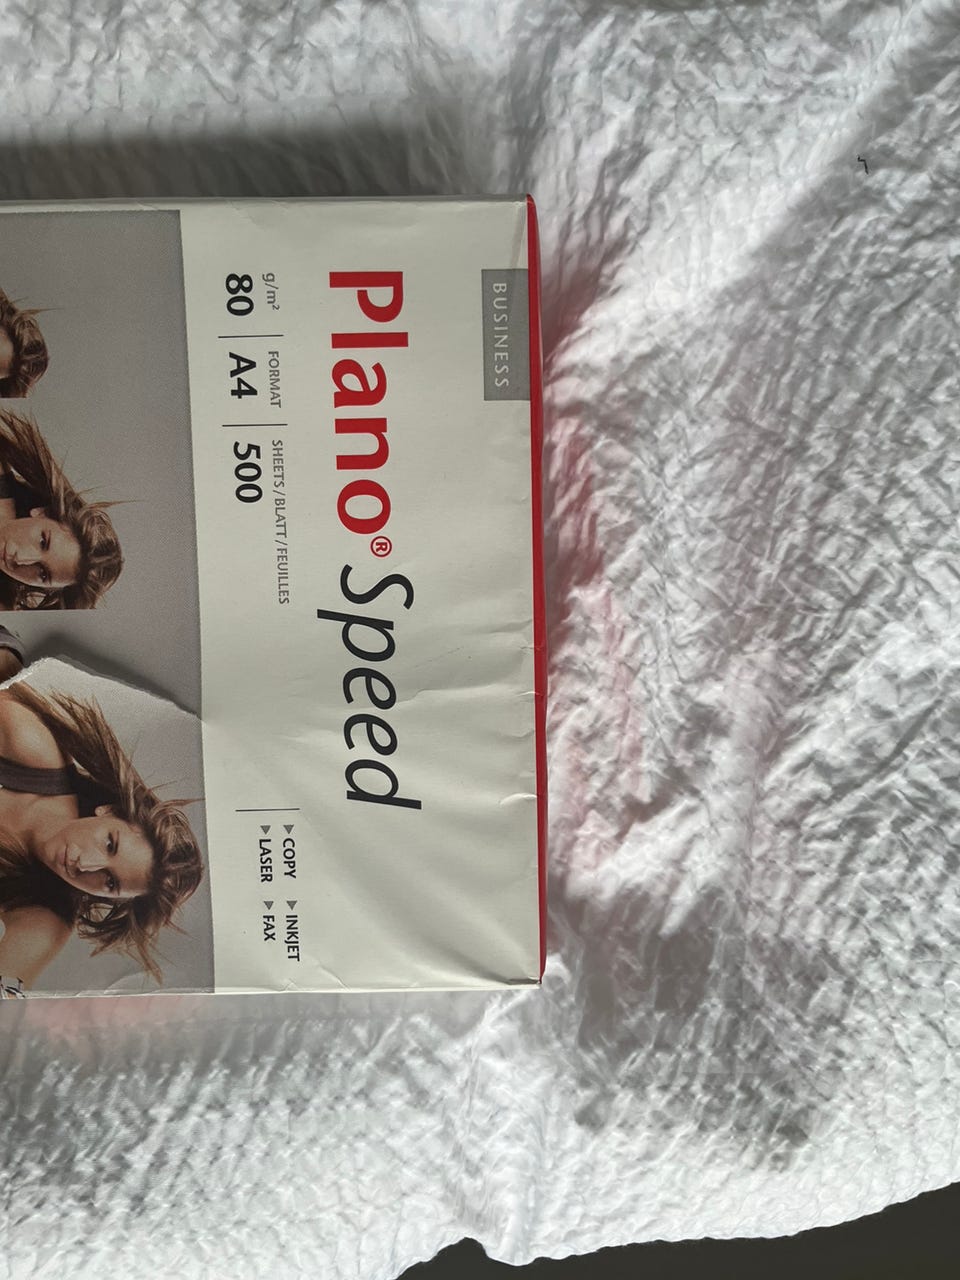 BUSINESS
Plano® Speed
g/m² FORMAT SHEETS/BLATT/FEUILLES
80 A4 500
COPY INKJET
LASER FAX